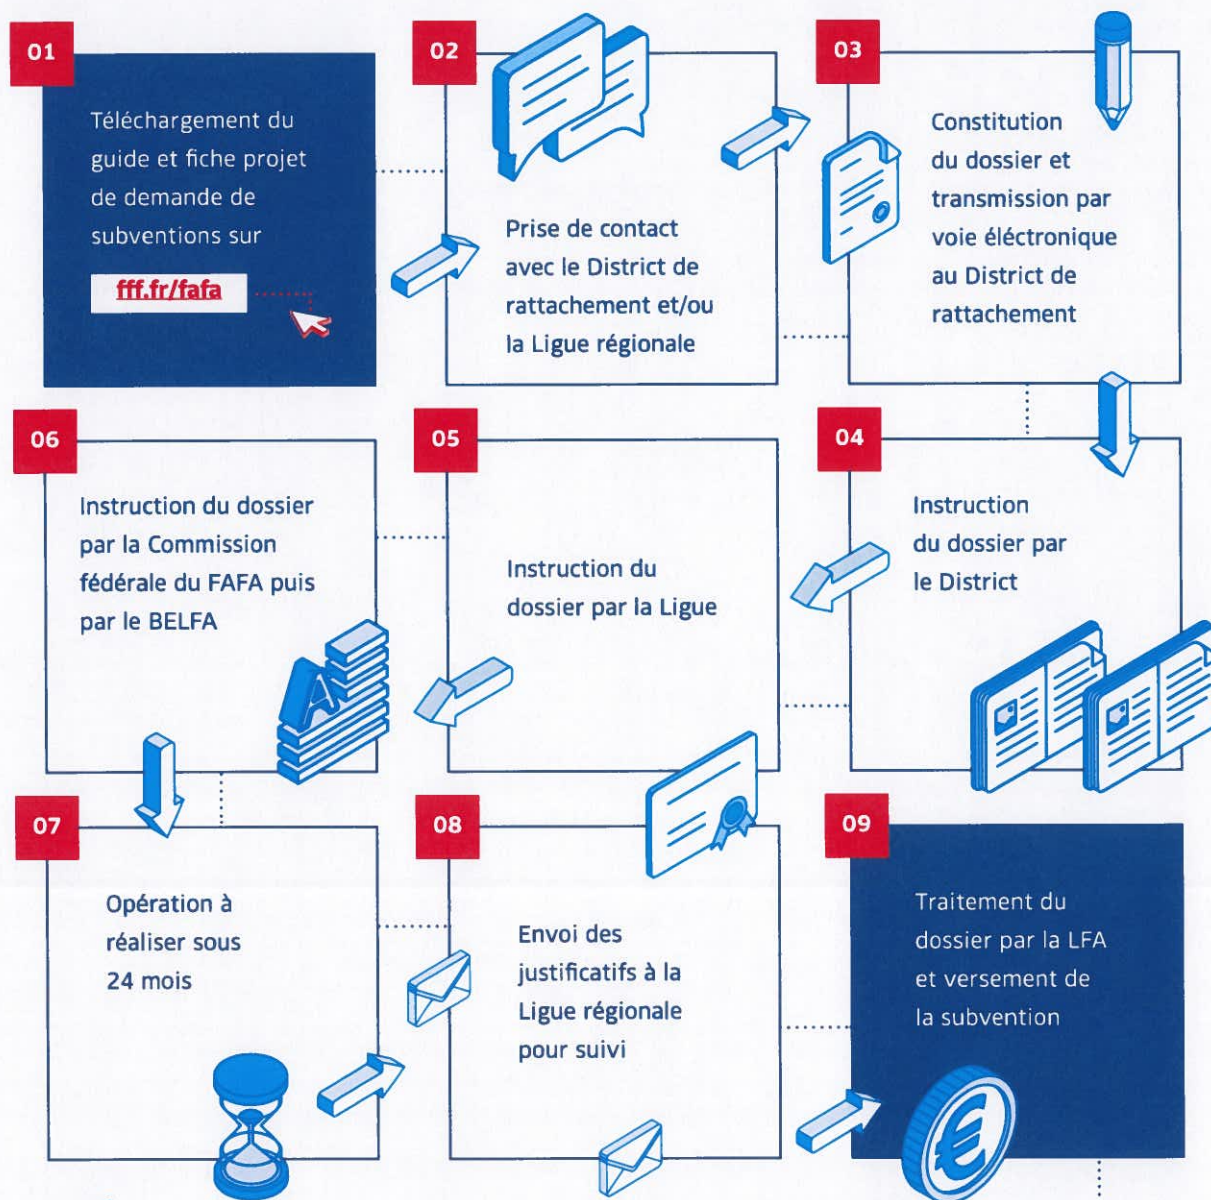 01
Téléchargement du
guide et fiche projet
de demande de
subventions sur
fff.fr/fafa
02
Prise de contact
avec le District de
rattachement et/ou
la Ligue régionale
03
Constitution
du dossier et
transmission par
voie éléctronique
au District de
rattachement
04
Instruction
du dossier par
le District
05
Instruction du
dossier par la Ligue
06
Instruction du dossier
par la Commission
fédérale du FAFA puis
par le BELFA
A
07
Opération à
réaliser sous
24 mois
08
Envoi des
justificatifs à la
Ligue régionale
pour suivi
09
Traitement du
dossier par la LFA
et versement de
la subvention
€